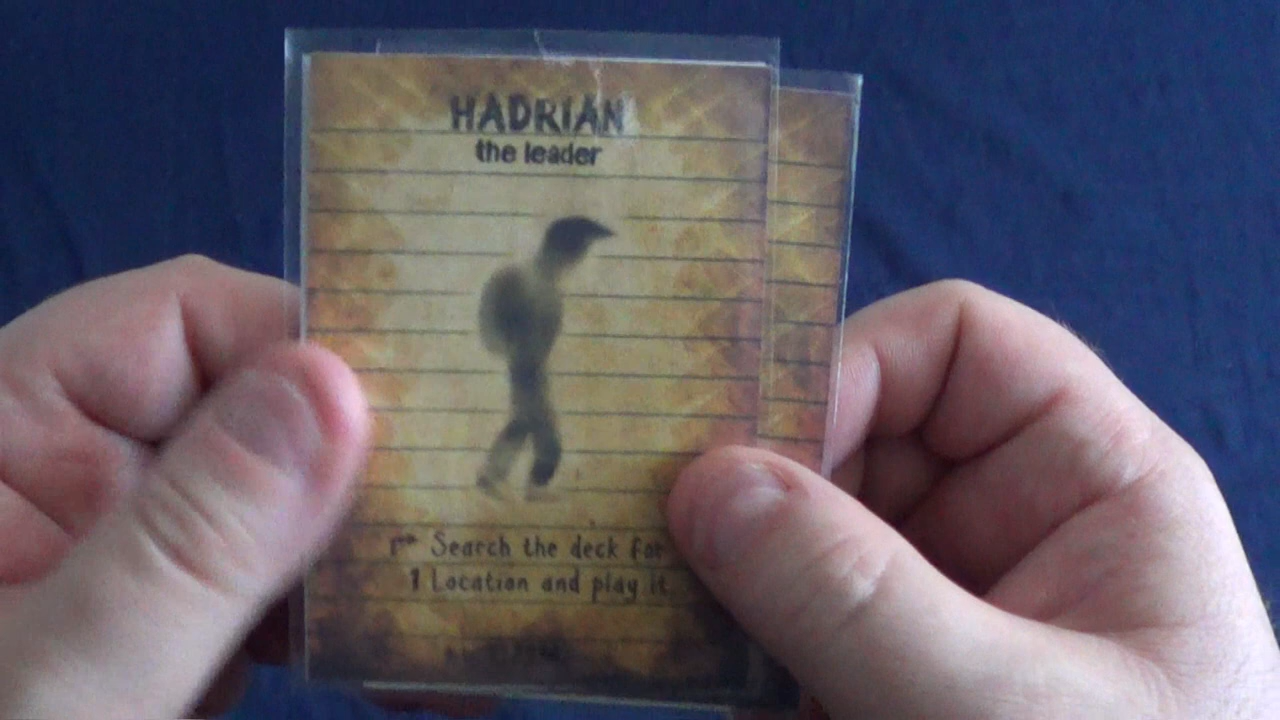 HADRIAN
the leader
Search the deck for
1 Location and play it